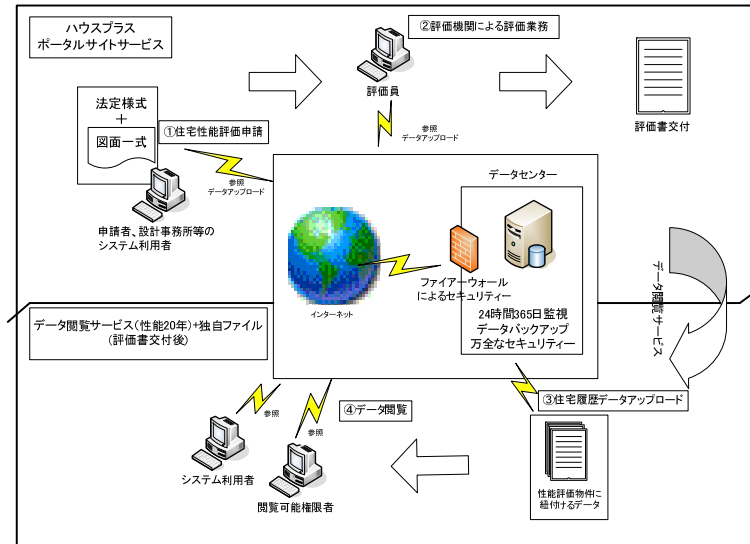 ハウスプラス
ポータルサイトサービス
②評価機関による評価業務
評価員
評価書交付
法定様式
＋
図面一式
①住宅性能評価申請
参照
データアップロード
参照
データアップロード
申請者、設計事務所等の
システム利用者
データセンター
インターネット
ファイアーウォール
によるセキュリティー
24時間365日監視
データバックアップ
万全なセキュリティー
データ閲覧サービス
データ閲覧サービス(性能20年)+独自ファイル
(評価書交付後)
③住宅履歴データアップロード
④データ閲覧
参照
参照
システム利用者
閲覧可能権限者
性能評価物件に
紐付けるデータ